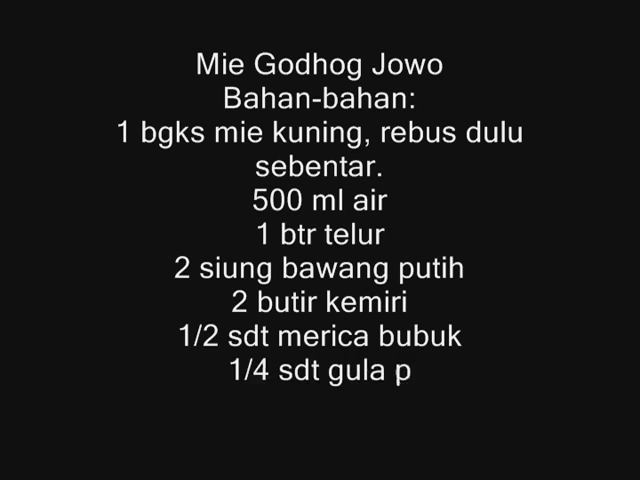 Mie Godhog Jowo
Bahan-bahan:
1 bgks mie kuning, rebus dulu
sebentar.
500 ml air
1 btr telur
2 siung bawang putih
2 butir kemiri
1/2 sdt merica bubuk
1/4 sdt gula p